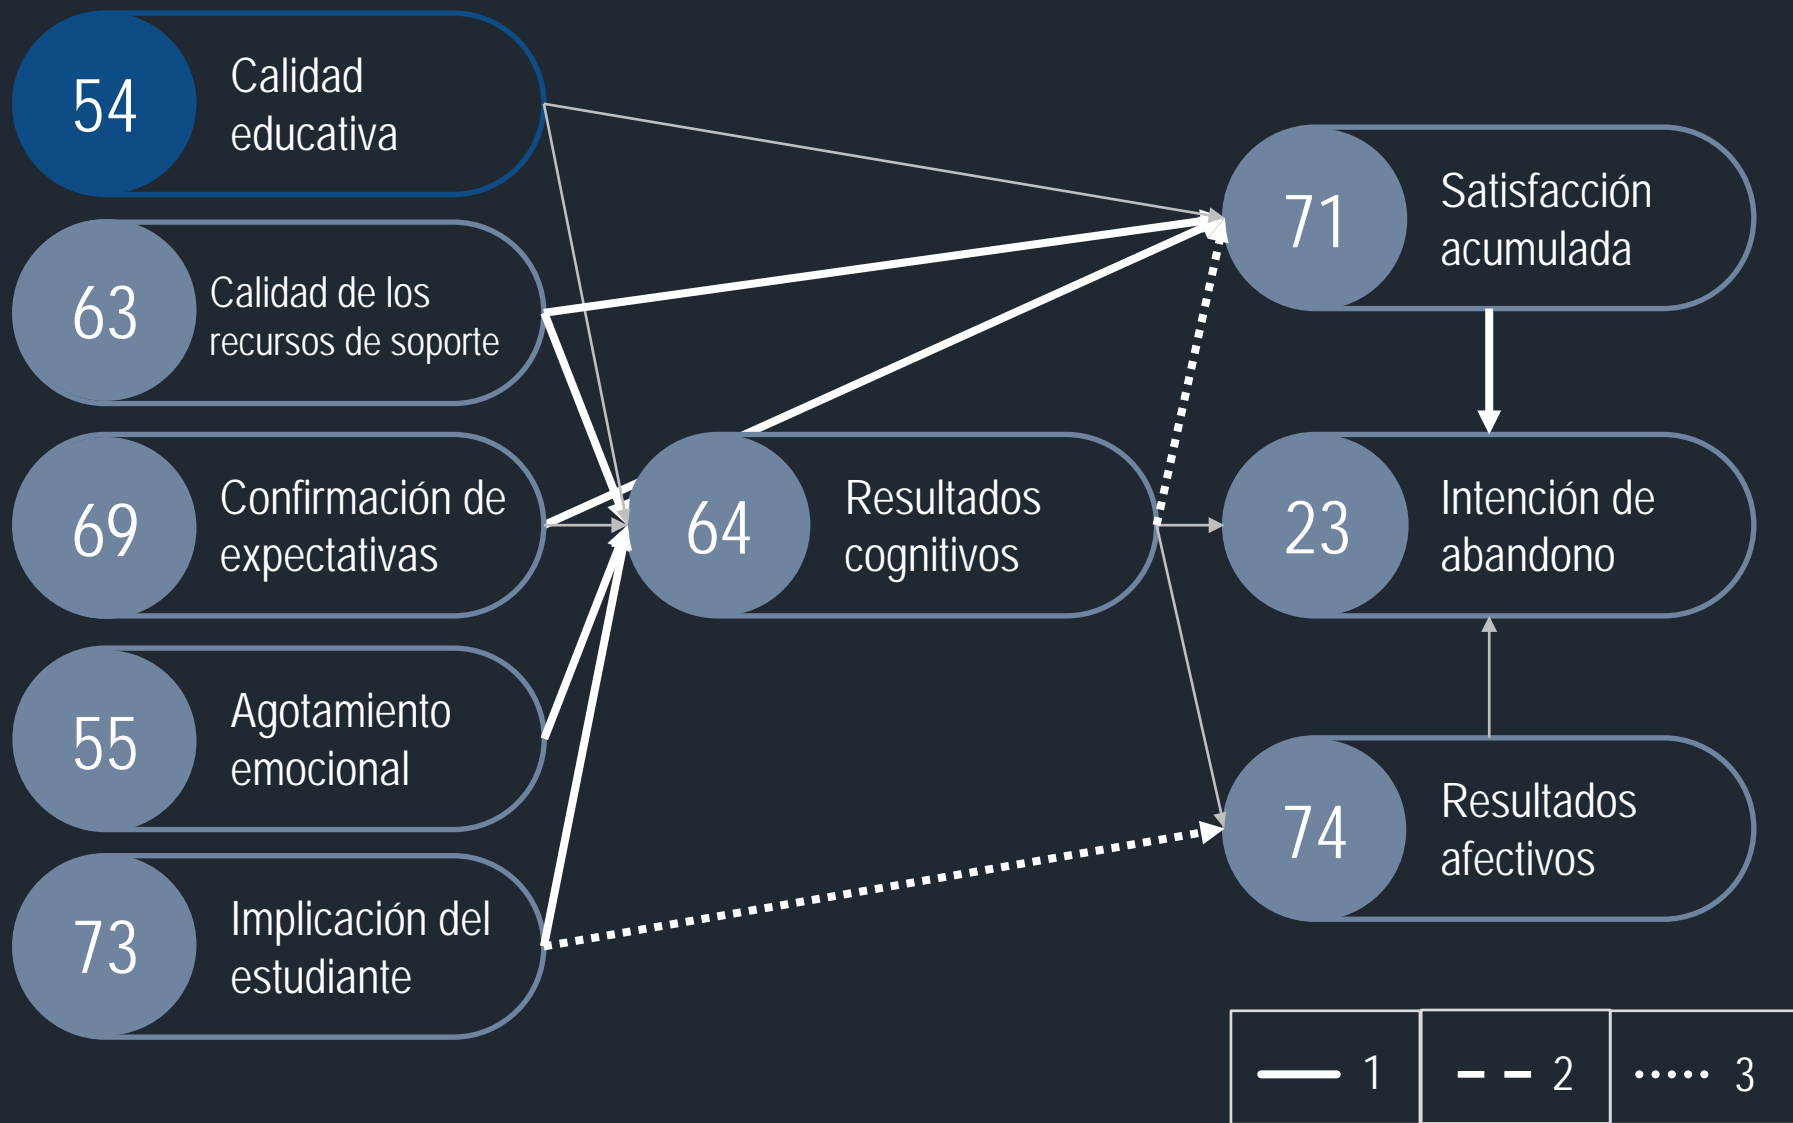 54
Calidad
educativa
63
Calidad de los
recursos de soporte
69
Confirmación de
expectativas
55
Agotamiento
emocional
73
Implicación del
estudiante
64
Resultados
cognitivos
71
Satisfacción
acumulada
23
Intención de
abandono
74
Resultados
afectivos
1
2
3